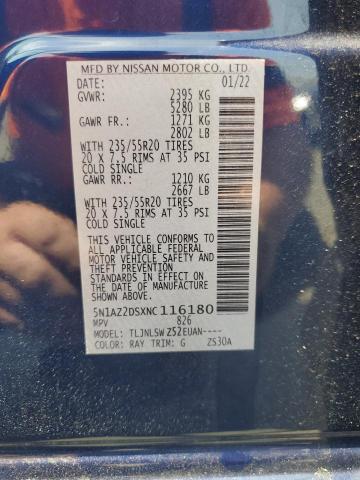 MFD BY NISSAN MOTOR CO., LTD
DATE: 01/22
GVWR: 2395 KG
5280 LB
GAWR FR.: 1271 KG
2802 LB
WITH 235/55R20 TIRES
20 x 7.5 RIMS AT 35 PSI
COLD SINGLE
GAWR RR.: 1210 KG
2667 LB
WITH 235/55R20 TIRES
20 x 7.5 RIMS AT 35 PSI
COLD SINGLE
THIS VEHICLE CONFORMS TO
ALL APPLICABLE FEDERAL
MOTOR VEHICLE SAFETY AND
THEFT PREVENTION
STANDARDS IN EFFECT ON
THE DATE OF MANUFACTURE
SHOWN ABOVE.
5N1AZ2DSXNC116180
MPV 826
MODEL: TLJNLSW ZS2EUAN----
COLOR: RAY TRIM: G ZS30A